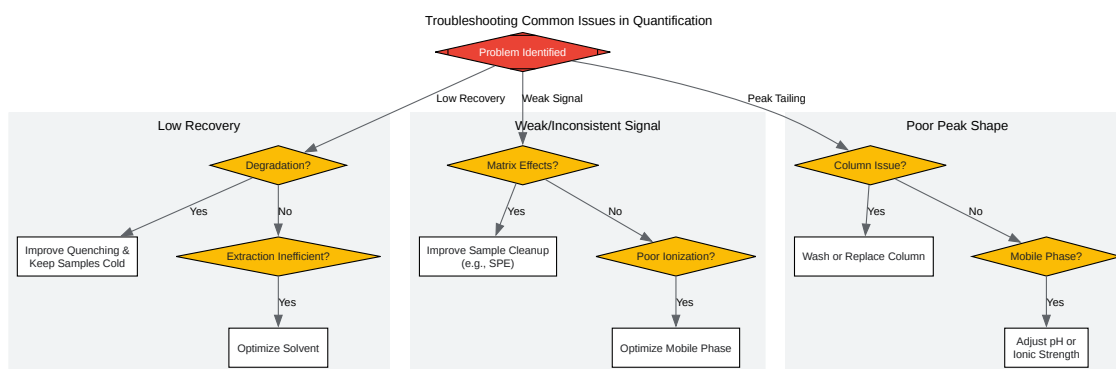 Troubleshooting Common Issues in Quantification
Problem Identified
Low Recovery
Weak Signal
Peak Tailing
Low Recovery
Weak/Inconsistent Signal
Poor Peak Shape
Degradation?
Matrix Effects?
Column Issue?
Yes
No
Yes
No
Yes
No
Improve Quenching &
Keep Samples Cold
Extraction Inefficient?
Improve Sample Cleanup
(e.g., SPE)
Poor Ionization?
Wash or Replace Column
Mobile Phase?
Yes
Yes
Yes
Optimize Solvent
Optimize Mobile Phase
Adjust pH or
Ionic Strength